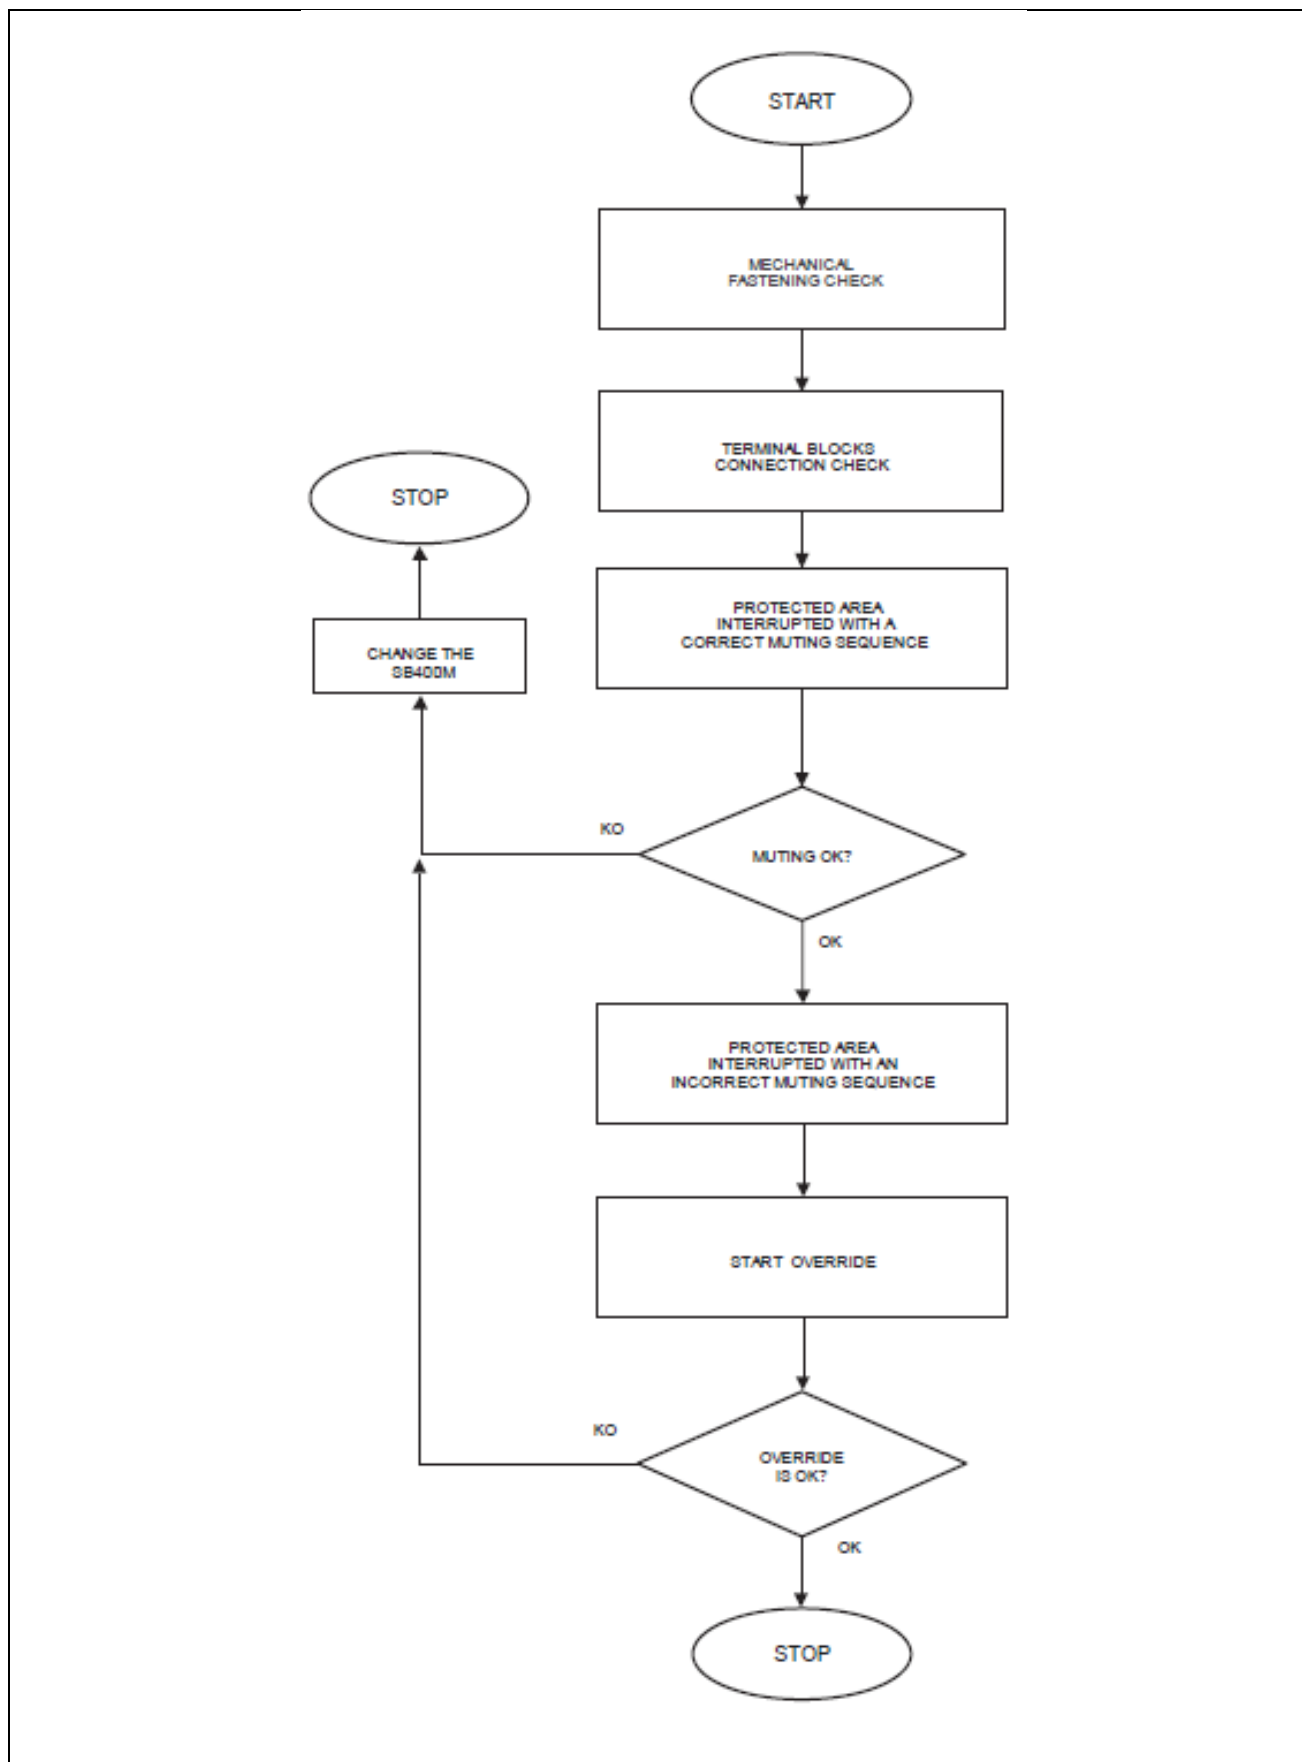 START
MECHANICAL
FASTENING CHECK
TERMINAL BLOCKS
CONNECTION CHECK
STOP
PROTECTED AREA
INTERRUPTED WITH A
CORRECT MUTING SEQUENCE
CHANGE THE
SB400M
KO
MUTING OK?
OK
PROTECTED AREA
INTERRUPTED WITH AN
INCORRECT MUTING SEQUENCE
START OVERRIDE
KO
OVERRIDE
IS OK?
OK
STOP